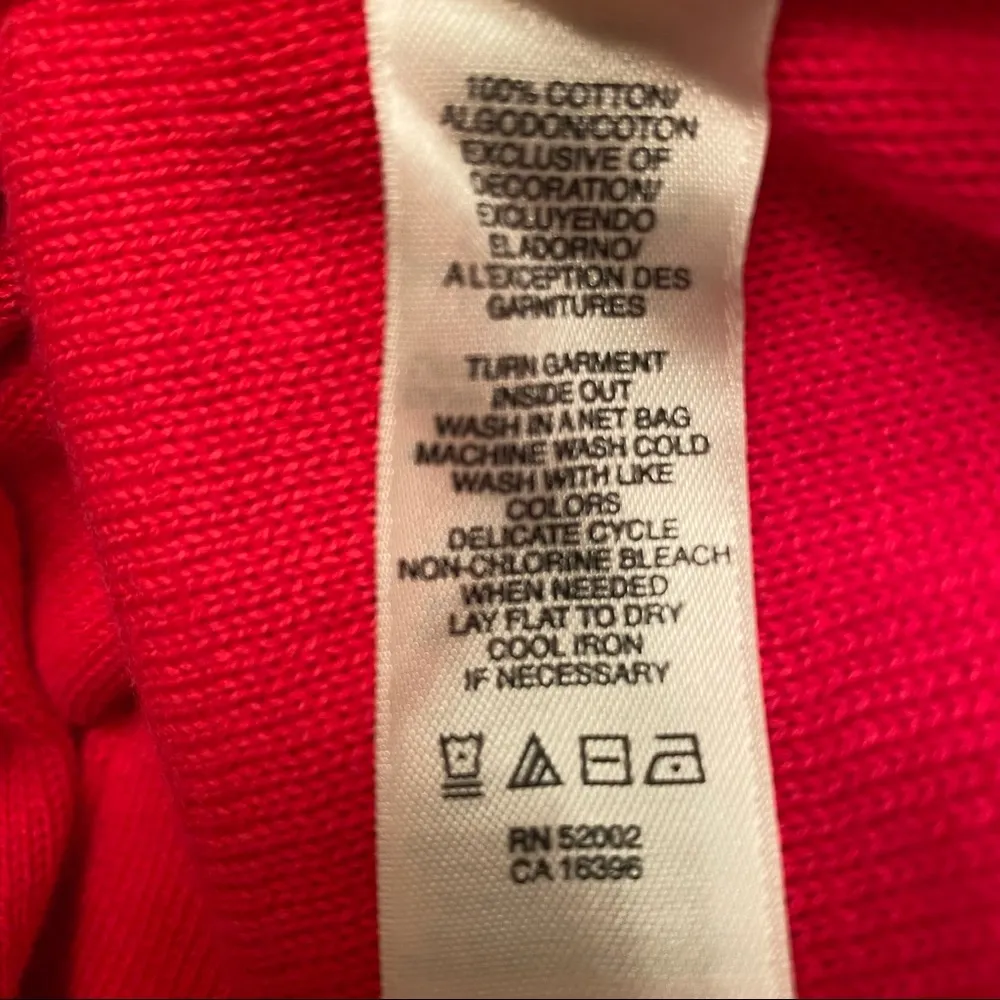 100% COTTON/
ALGODON/COTON
EXCLUSIVE OF
DECORATION/
EXCLUYENDO
EL ADORNO/
A L'EXCEPTION DES
GARNITURES
TURN GARMENT
INSIDE OUT
WASH IN A NET BAG
MACHINE WASH COLD
WASH WITH LIKE
COLORS
DELICATE CYCLE
NON-CHLORINE BLEACH
WHEN NEEDED
LAY FLAT TO DRY
COOL IRON
IF NECESSARY
RN 52002
CA 16396